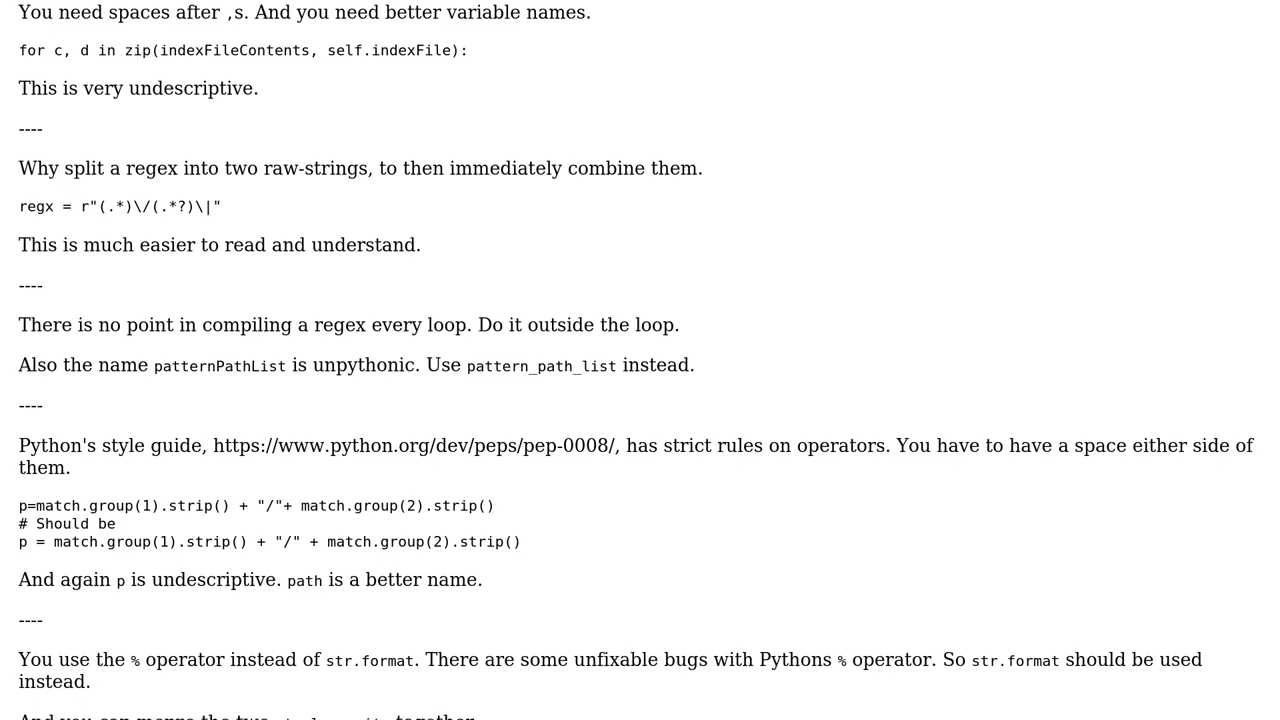 You need spaces after ,s. And you need better variable names.
for c, d in zip(indexFileContents, self.indexFile):
This is very undescriptive.
----
Why split a regex into two raw-strings, to then immediately combine them.
regx = r"(.*)\/(.*?)\|"
This is much easier to read and understand.
----
There is no point in compiling a regex every loop. Do it outside the loop.
Also the name patternPathList is unpythonic. Use pattern_path_list instead.
----
Python's style guide, https://www.python.org/dev/peps/pep-0008/, has strict rules on operators. You have to have a space either side of
them.
p=match.group(1).strip() + "/"+ match.group(2).strip()
# Should be
p = match.group(1).strip() + "/" + match.group(2).strip()
And again p is undescriptive. path is a better name.
----
You use the % operator instead of str.format. There are some unfixable bugs with Pythons % operator. So str.format should be used
instead.
And you can merge the two together